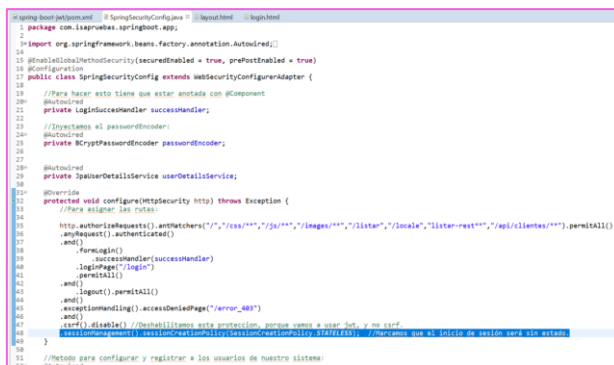 spring-boot-jwt/pom.xml SpringSecurityConfig.java layout.html login.html
1 package com.isapruebas.springboot.app;
2
3 import org.springframework.beans.factory.annotation.Autowired;
14
15 @EnableGlobalMethodSecurity(securedEnabled = true, prePostEnabled = true)
16 @Configuration
17 public class SpringSecurityConfig extends WebSecurityConfigurerAdapter {
18
19 //Para hacer esto tiene que estar anotada con @Component
20 @Autowired
21 private LoginSuccesHandler successHandler;
22
23 //Inyectamos el passwordEncoder:
24 @Autowired
25 private BCryptPasswordEncoder passwordEncoder;
26
27
28 @Autowired
29 private JpaUserDetailsService userDetailsService;
30
31 @Override
32 protected void configure(HttpSecurity http) throws Exception {
33 //Para asignar las rutas:
34
35 http.authorizeRequests().antMatchers("/","/css/**","/js/**","/images/**","/listar","/locale","listar-rest**","/api/clientes/**").permitAll()
36 .anyRequest().authenticated()
37 .and()
38 .formLogin()
39 .successHandler(successHandler)
40 .loginPage("/login")
41 .permitAll()
42 .and()
43 .logout().permitAll()
44 .and()
45 .exceptionHandling().accessDeniedPage("/error_403")
46 .and()
47 .csrf().disable() //Deshabilitamos esta proteccion, porque vamos a usar jwt, y no csrf.
48 .sessionManagement().sessionCreationPolicy(SessionCreationPolicy.STATELESS); //Marcamos que el inicio de sesión será sin estado.
49 }
50
51 //Metodo para configurar y registrar a los usuarios de nuestro sistema: